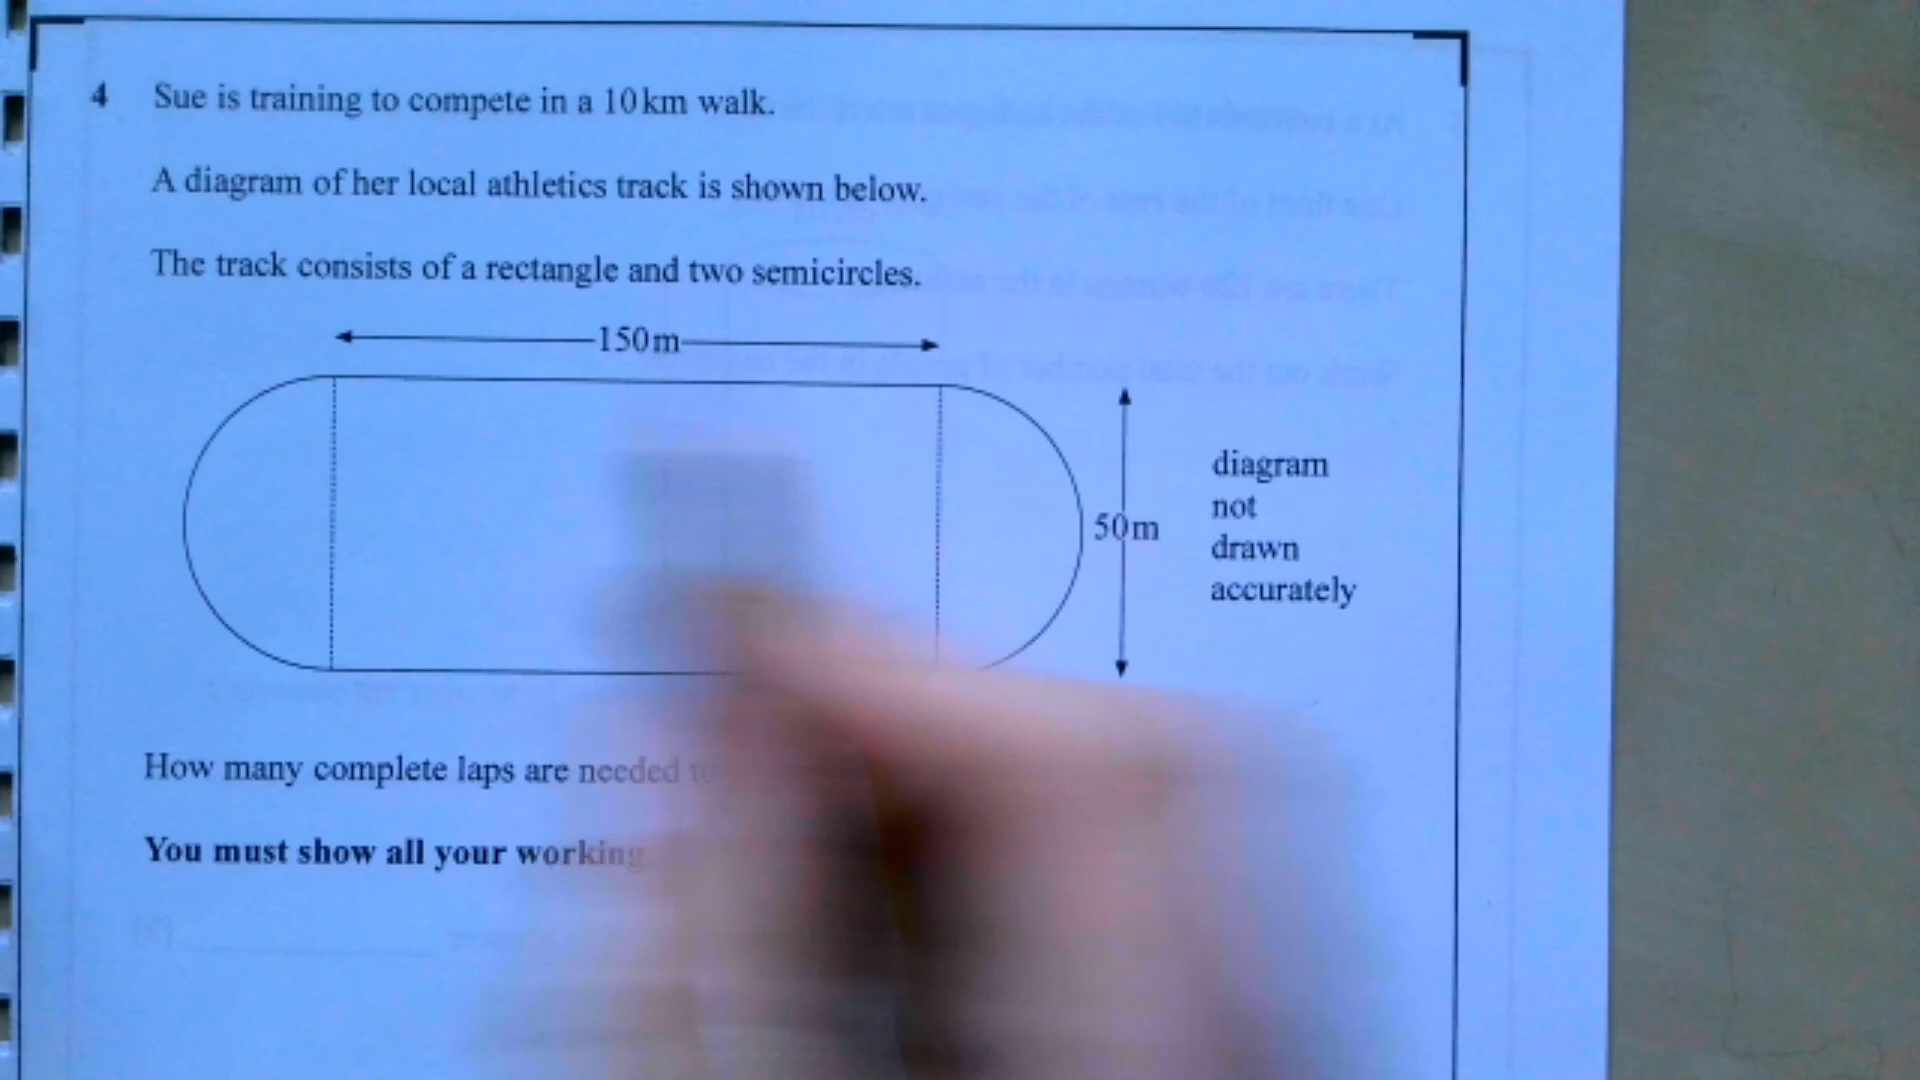 4 Sue is training to compete in a 10 km walk.
A diagram of her local athletics track is shown below.
The track consists of a rectangle and two semicircles.
150 m
50 m
diagram
not
drawn
accurately
How many complete laps are needed to
You must show all your working